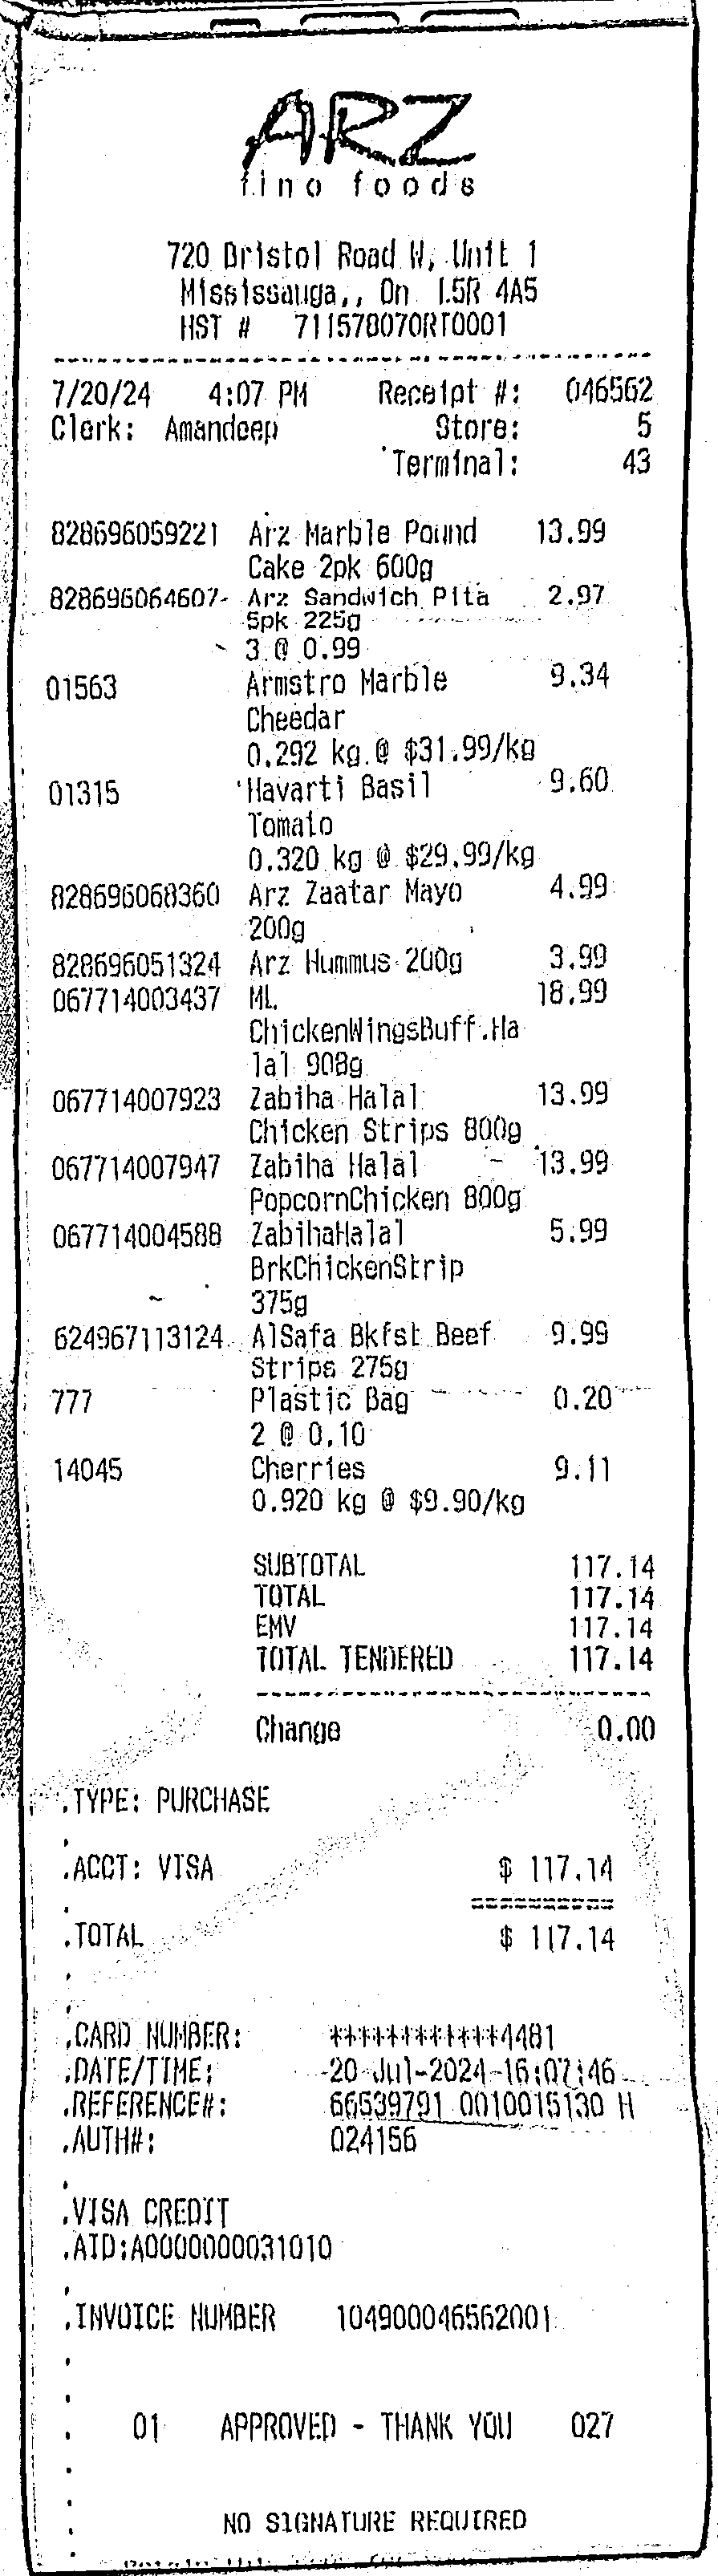 ARZ
fine foods
720 Bristol Road W, Unit 1
Mississauga,, On L5R 4A5
HST # 711578070RT0001
7/20/24 4:07 PM Receipt #: 046562
Clerk: Amandeep Store: 5
Terminal: 43
828696059221 Arz Marble Pound 13.99
Cake 2pk 600g
828696064607 Arz Sandwich Pita 2.97
5pk 225g
3 @ 0.99
01563 Armstro Marble 9.34
Cheedar
0.292 kg @ $31.99/kg
01315 Havarti Basil 9.60
Tomato
0.320 kg @ $29.99/kg
828696068360 Arz Zaatar Mayo 4.99
200g
828696051324 Arz Hummus 200g 3.99
067714003437 ML 18.99
ChickenWingsBuff.Ha
lal 908g
067714007923 Zabiha Halal 13.99
Chicken Strips 800g
067714007947 Zabiha Halal 13.99
PopcornChicken 800g
067714004588 ZabihaHalal 5.99
BrkChickenStrip
375g
624967113124 AlSafa Bkfst Beef 9.99
Strips 275g
777 Plastic Bag 0.20
2 @ 0.10
14045 Cherries 9.11
0.920 kg @ $9.90/kg
SUBTOTAL 117.14
TOTAL 117.14
EMV 117.14
TOTAL TENDERED 117.14
Change 0.00
.TYPE: PURCHASE
.
.ACCT: VISA $ 117.14
.
==========
.TOTAL $ 117.14
.
.
.CARD NUMBER: ************4481
.DATE/TIME: 20-Jul-2024-16:07:46
.REFERENCE#: 66539791 0010015130 H
.AUTH#: 024156
.
.VISA CREDIT
.AID:A0000000031010
.
.INVOICE NUMBER 104900046562001
.
.
. 01 APPROVED - THANK YOU 027
.
.
. NO SIGNATURE REQUIRED
.